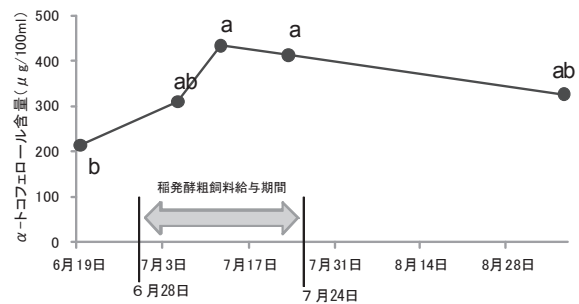 α-トコフェロール含量(μg/100ml)
500
400
300
200
100
0
b
ab
a
a
ab
稲発酵粗飼料給与期間
6月19日 7月3日 7月17日 7月31日 8月14日 8月28日
6月28日
7月24日